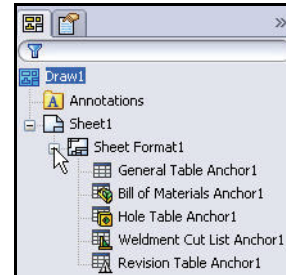 Draw1
Annotations
Sheet1
Sheet Format1
General Table Anchor1
Bill of Materials Anchor1
Hole Table Anchor1
Weldment Cut List Anchor1
Revision Table Anchor1